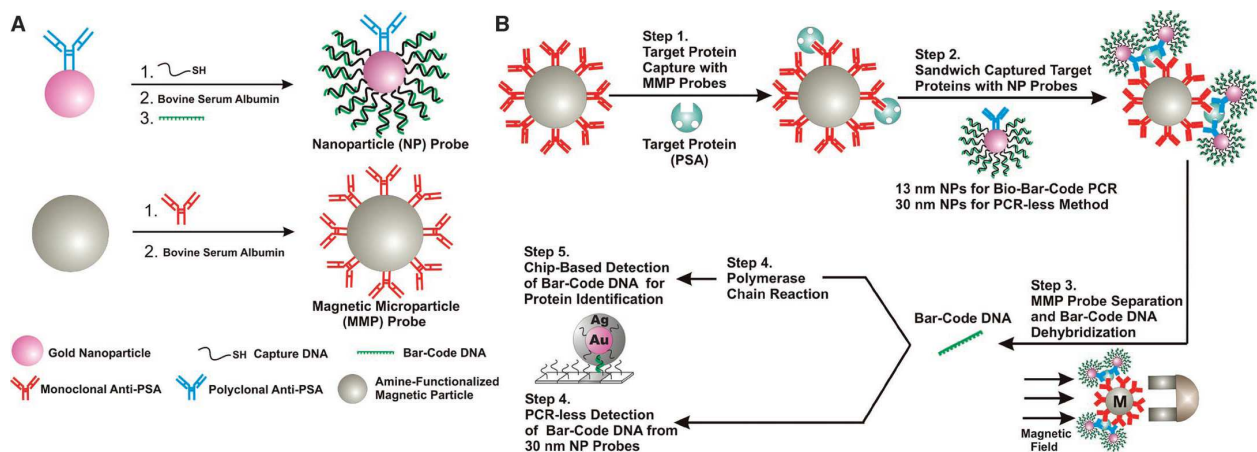 A
1.
SH
2. Bovine Serum Albumin
3.
Nanoparticle (NP) Probe
1.
2. Bovine Serum Albumin
Magnetic Microparticle
(MMP) Probe
Gold Nanoparticle
SH Capture DNA
Bar-Code DNA
Monoclonal Anti-PSA
Polyclonal Anti-PSA
Amine-Functionalized
Magnetic Particle
B
Step 1.
Target Protein
Capture with
MMP Probes
Target Protein
(PSA)
Step 2.
Sandwich Captured Target
Proteins with NP Probes
13 nm NPs for Bio-Bar-Code PCR
30 nm NPs for PCR-less Method
Step 3.
MMP Probe Separation
and Bar-Code DNA
Dehybridization
M
Magnetic
Field
Bar-Code DNA
Step 4.
Polymerase
Chain Reaction
Step 5.
Chip-Based Detection
of Bar-Code DNA for
Protein Identification
Ag
Au
Step 4.
PCR-less Detection
of Bar-Code DNA from
30 nm NP Probes